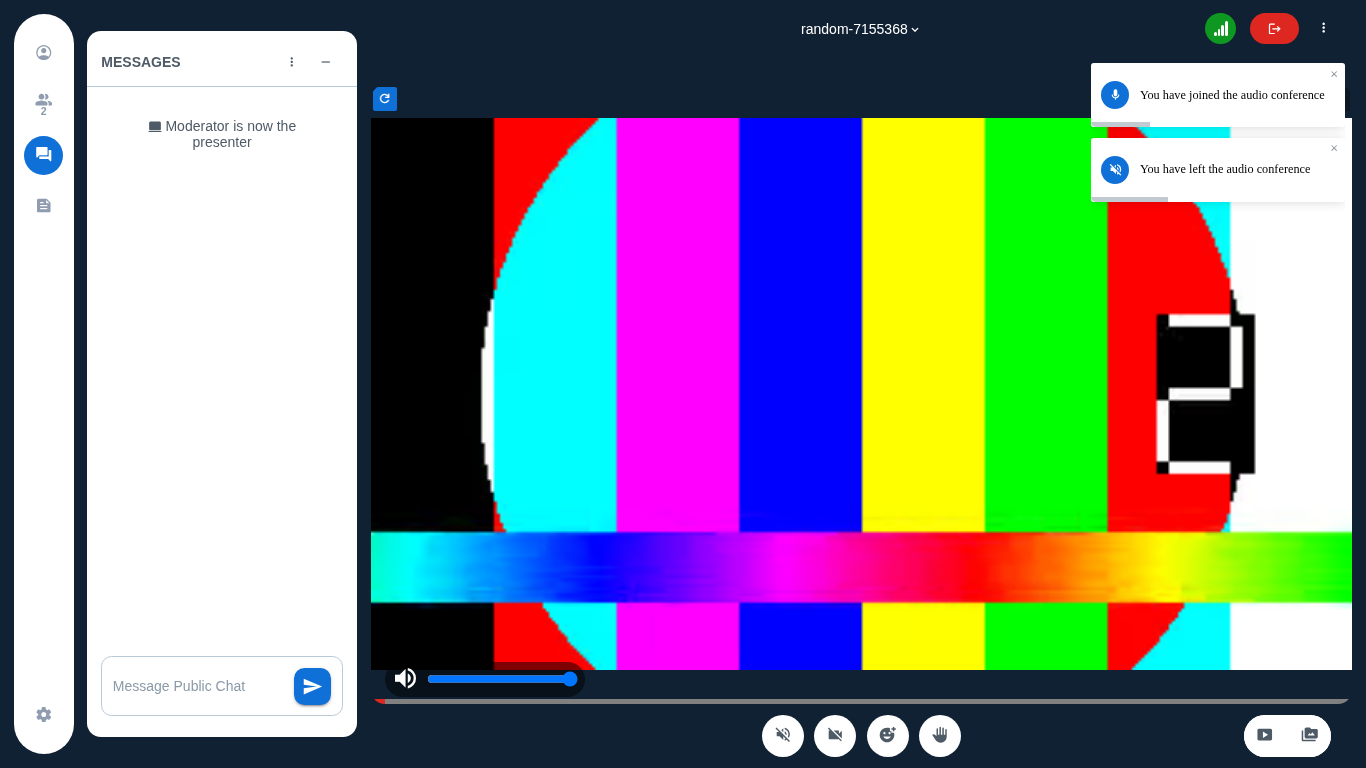 random-7155368
MESSAGES
2
Moderator is now the
presenter
You have joined the audio conference
You have left the audio conference
2
Message Public Chat